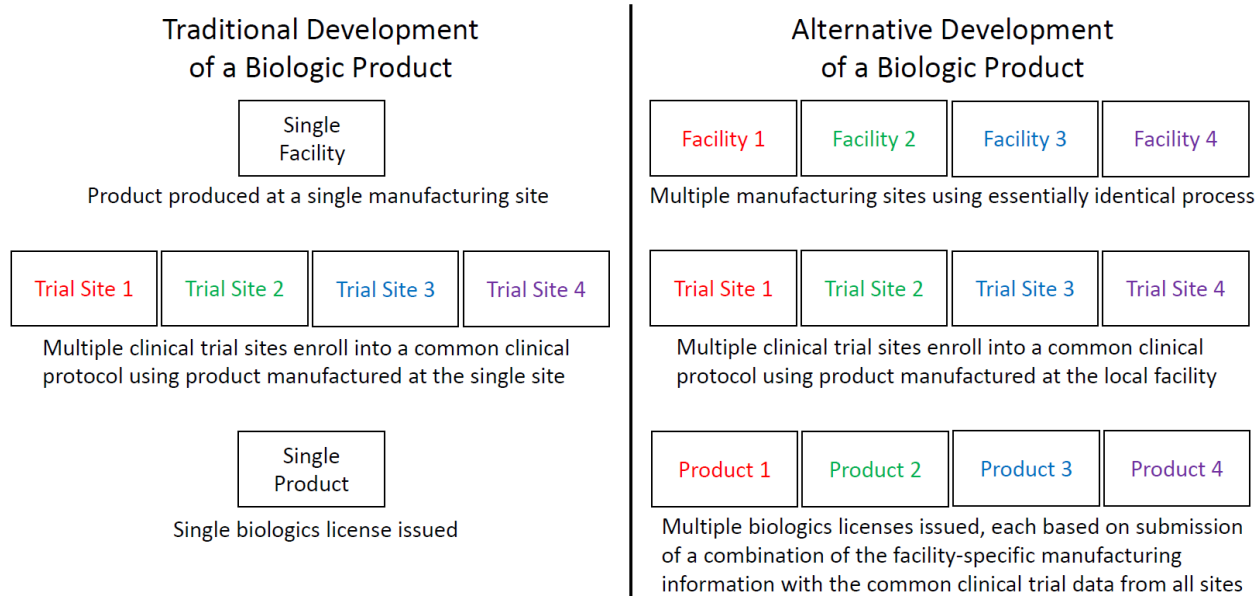 Traditional Development
of a Biologic Product
Single
Facility
Product produced at a single manufacturing site
Trial Site 1
Trial Site 2
Trial Site 3
Trial Site 4
Multiple clinical trial sites enroll into a common clinical
protocol using product manufactured at the single site
Single
Product
Single biologics license issued
Alternative Development
of a Biologic Product
Facility 1
Facility 2
Facility 3
Facility 4
Multiple manufacturing sites using essentially identical process
Trial Site 1
Trial Site 2
Trial Site 3
Trial Site 4
Multiple clinical trial sites enroll into a common clinical
protocol using product manufactured at the local facility
Product 1
Product 2
Product 3
Product 4
Multiple biologics licenses issued, each based on submission
of a combination of the facility-specific manufacturing
information with the common clinical trial data from all sites